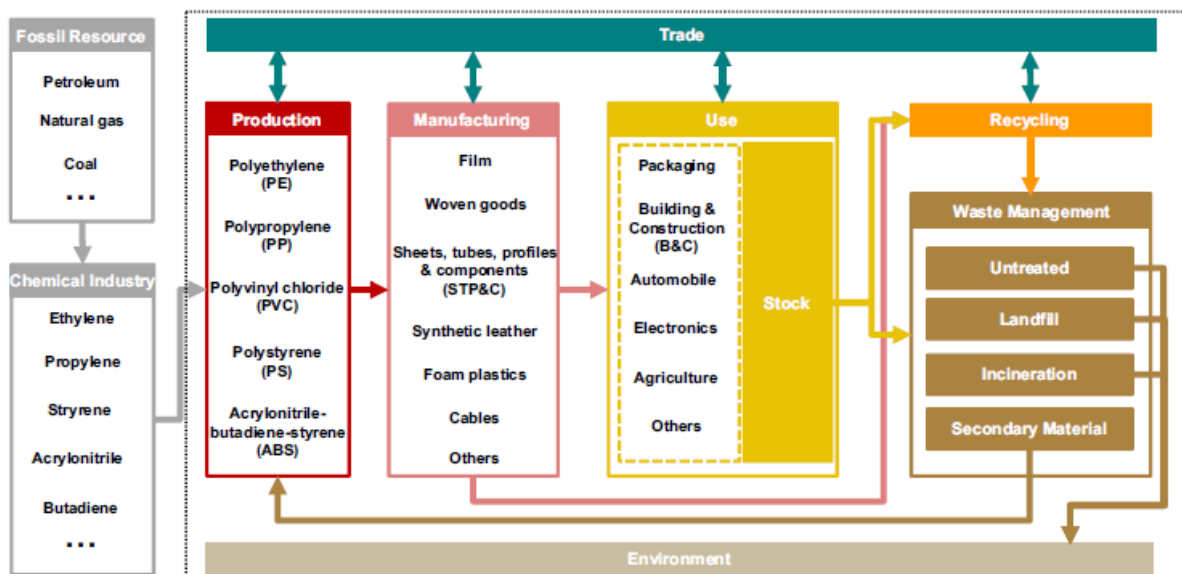 Fossil Resource
Petroleum
Natural gas
Coal
...
Chemical Industry
Ethylene
Propylene
Stryrene
Acrylonitrile
Butadiene
...
Trade
Production
Polyethylene
(PE)
Polypropylene
(PP)
Polyvinyl chloride
(PVC)
Polystyrene
(PS)
Acrylonitrile-
butadiene-styrene
(ABS)
Manufacturing
Film
Woven goods
Sheets, tubes, profiles
& components
(STP&C)
Synthetic leather
Foam plastics
Cables
Others
Use
Packaging
Building &
Construction
(B&C)
Automobile
Electronics
Agriculture
Others
Stock
Recycling
Waste Management
Untreated
Landfill
Incineration
Secondary Material
Environment